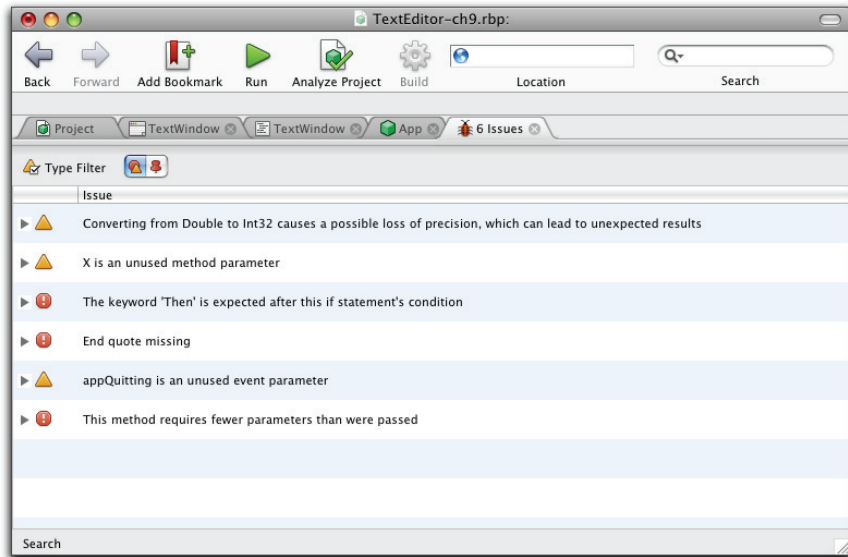 TextEditor-ch9.rbp:
Back Forward Add Bookmark Run Analyze Project Build Location Search
Project TextWindow TextWindow App 6 Issues
Type Filter
Issue
Converting from Double to Int32 causes a possible loss of precision, which can lead to unexpected results
X is an unused method parameter
The keyword 'Then' is expected after this if statement's condition
End quote missing
appQuitting is an unused event parameter
This method requires fewer parameters than were passed
Search